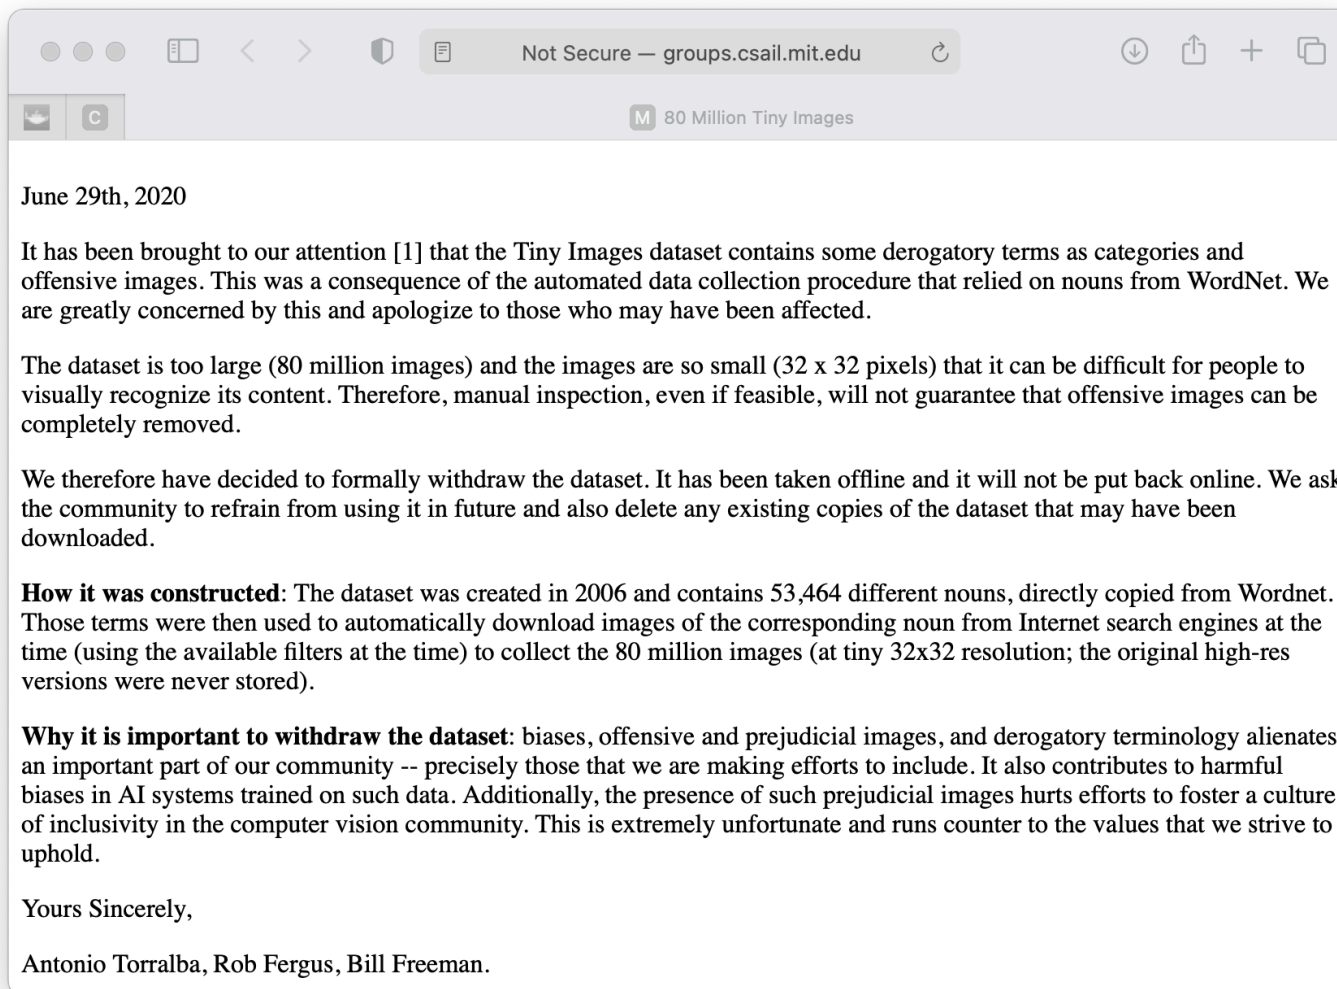 Not Secure — groups.csail.mit.edu
C
M 80 Million Tiny Images
June 29th, 2020
It has been brought to our attention [1] that the Tiny Images dataset contains some derogatory terms as categories and
offensive images. This was a consequence of the automated data collection procedure that relied on nouns from WordNet. We
are greatly concerned by this and apologize to those who may have been affected.
The dataset is too large (80 million images) and the images are so small (32 x 32 pixels) that it can be difficult for people to
visually recognize its content. Therefore, manual inspection, even if feasible, will not guarantee that offensive images can be
completely removed.
We therefore have decided to formally withdraw the dataset. It has been taken offline and it will not be put back online. We ask
the community to refrain from using it in future and also delete any existing copies of the dataset that may have been
downloaded.
How it was constructed: The dataset was created in 2006 and contains 53,464 different nouns, directly copied from Wordnet.
Those terms were then used to automatically download images of the corresponding noun from Internet search engines at the
time (using the available filters at the time) to collect the 80 million images (at tiny 32x32 resolution; the original high-res
versions were never stored).
Why it is important to withdraw the dataset: biases, offensive and prejudicial images, and derogatory terminology alienates
an important part of our community -- precisely those that we are making efforts to include. It also contributes to harmful
biases in AI systems trained on such data. Additionally, the presence of such prejudicial images hurts efforts to foster a culture
of inclusivity in the computer vision community. This is extremely unfortunate and runs counter to the values that we strive to
uphold.
Yours Sincerely,
Antonio Torralba, Rob Fergus, Bill Freeman.